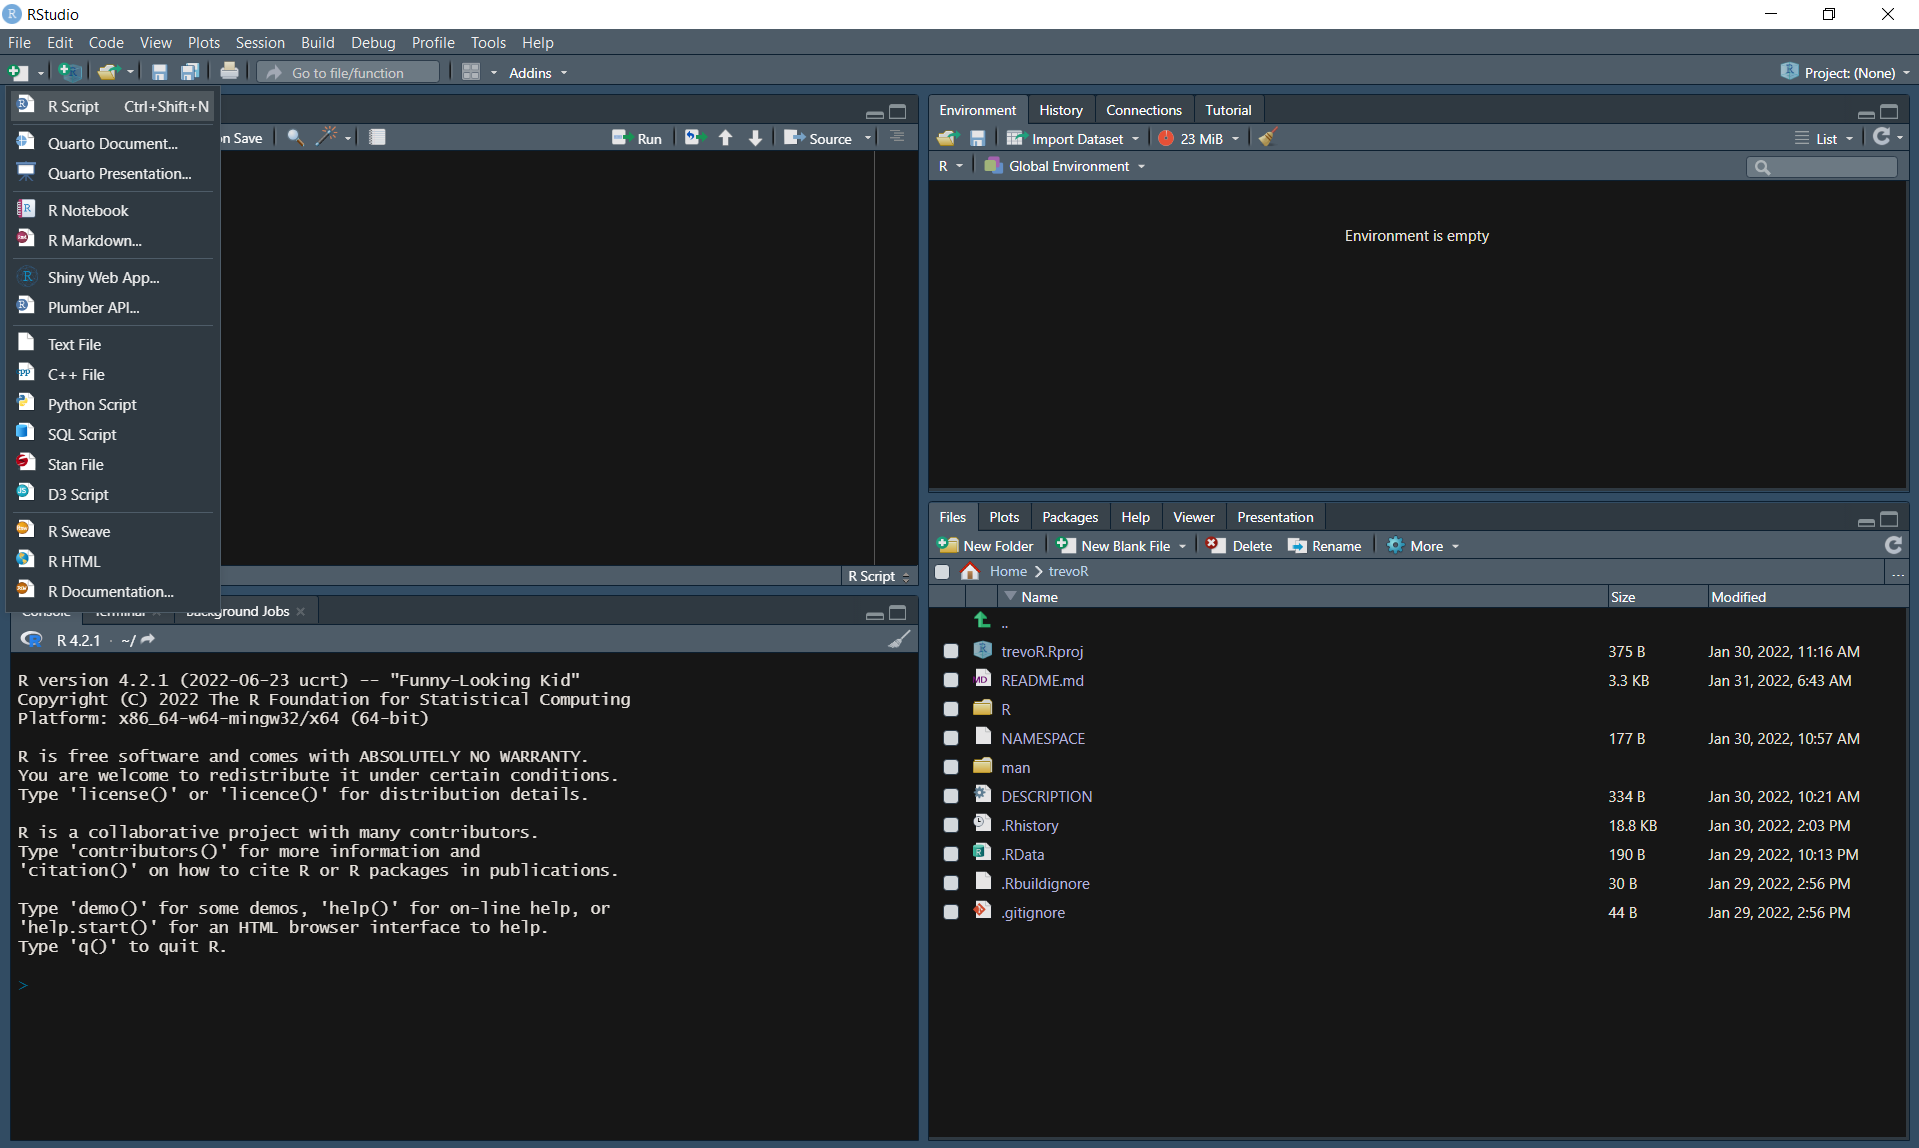 RStudio
File Edit Code View Plots Session Build Debug Profile Tools Help
Go to file/function Addins Project: (None)
R Script Ctrl+Shift+N
Quarto Document...
Quarto Presentation...
R Notebook
R Markdown...
Shiny Web App...
Plumber API...
Text File
C++ File
Python Script
SQL Script
Stan File
D3 Script
R Sweave
R HTML
R Documentation...
n Save Run Source
R Script
Console Terminal Background Jobs
R 4.2.1 · ~/
R version 4.2.1 (2022-06-23 ucrt) -- "Funny-Looking Kid"
Copyright (C) 2022 The R Foundation for Statistical Computing
Platform: x86_64-w64-mingw32/x64 (64-bit)
R is free software and comes with ABSOLUTELY NO WARRANTY.
You are welcome to redistribute it under certain conditions.
Type 'license()' or 'licence()' for distribution details.
R is a collaborative project with many contributors.
Type 'contributors()' for more information and
'citation()' on how to cite R or R packages in publications.
Type 'demo()' for some demos, 'help()' for on-line help, or
'help.start()' for an HTML browser interface to help.
Type 'q()' to quit R.
>
Environment History Connections Tutorial
Import Dataset 23 MiB List
R Global Environment
Environment is empty
Files Plots Packages Help Viewer Presentation
New Folder New Blank File Delete Rename More
Home trevoR ...
Name Size Modified
..
trevoR.Rproj 375 B Jan 30, 2022, 11:16 AM
README.md 3.3 KB Jan 31, 2022, 6:43 AM
R
NAMESPACE 177 B Jan 30, 2022, 10:57 AM
man
DESCRIPTION 334 B Jan 30, 2022, 10:21 AM
.Rhistory 18.8 KB Jan 30, 2022, 2:03 PM
.RData 190 B Jan 29, 2022, 10:13 PM
.Rbuildignore 30 B Jan 29, 2022, 2:56 PM
.gitignore 44 B Jan 29, 2022, 2:56 PM